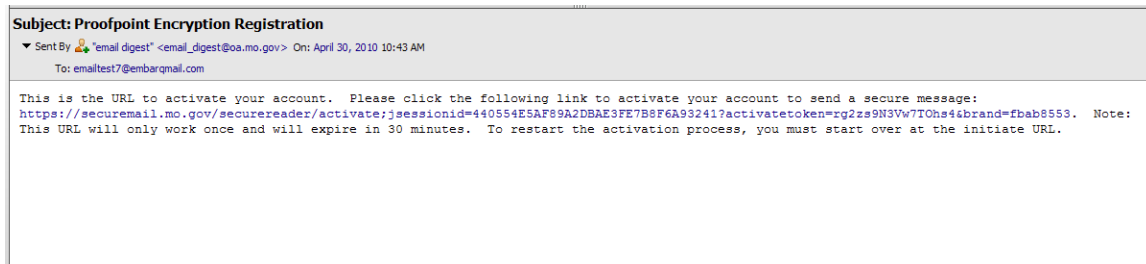 Subject: Proofpoint Encryption Registration
Sent By "email digest" <email_digest@oa.mo.gov> On: April 30, 2010 10:43 AM
To: emailtest7@embarqmail.com
This is the URL to activate your account. Please click the following link to activate your account to send a secure message:
https://securemail.mo.gov/securereader/activate;jsessionid=440554E5AF89A2DBAE3FE7B8F6A93241?activatetoken=rg2zs9N3Vw7TOhs4&brand=fbab8553. Note:
This URL will only work once and will expire in 30 minutes. To restart the activation process, you must start over at the initiate URL.